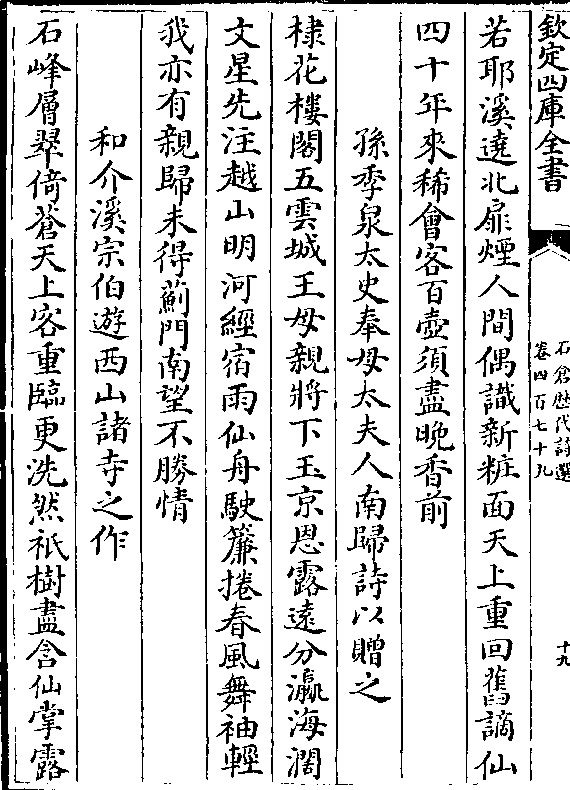 欽定四庫全書
石倉歴代詩選
卷四百七十九
十九
若耶溪遶北扉煙人間偶識新粧面天上重回舊謫仙
四十年來稀會客百壺須盡晩香前
孫季泉太史奉母太夫人南歸詩以贈之
棣花樓閣五雲城王母親將下玉京恩露遠分瀛海濶
文星先注越山明河經宿雨仙舟駛簾捲春風舞袖輕
我亦有親歸未得薊門南望不勝情
和介溪宗伯遊西山諸寺之作
石峰層翠倚蒼天上客重臨更洗然祇樹盡含仙掌露